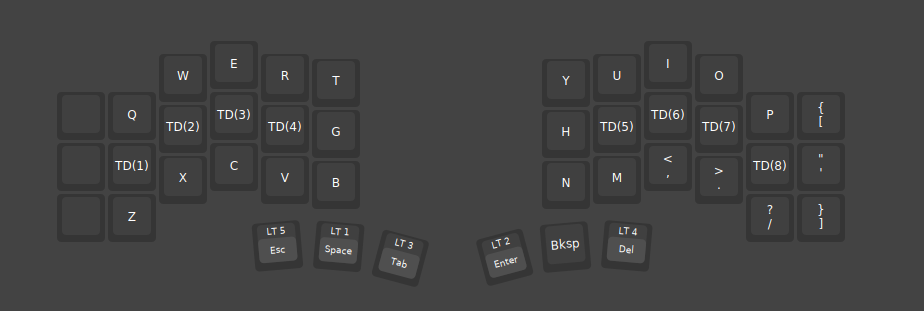 W E R T Y U I O
Q TD(2) TD(3) TD(4) G H TD(5) TD(6) TD(7) P {
[
TD(1) X C V B N M <
,
>
.
TD(8) "
'
Z ?
/
}
]
LT 5
Esc
LT 1
Space
LT 3
Tab
LT 2
Enter
Bksp
LT 4
Del